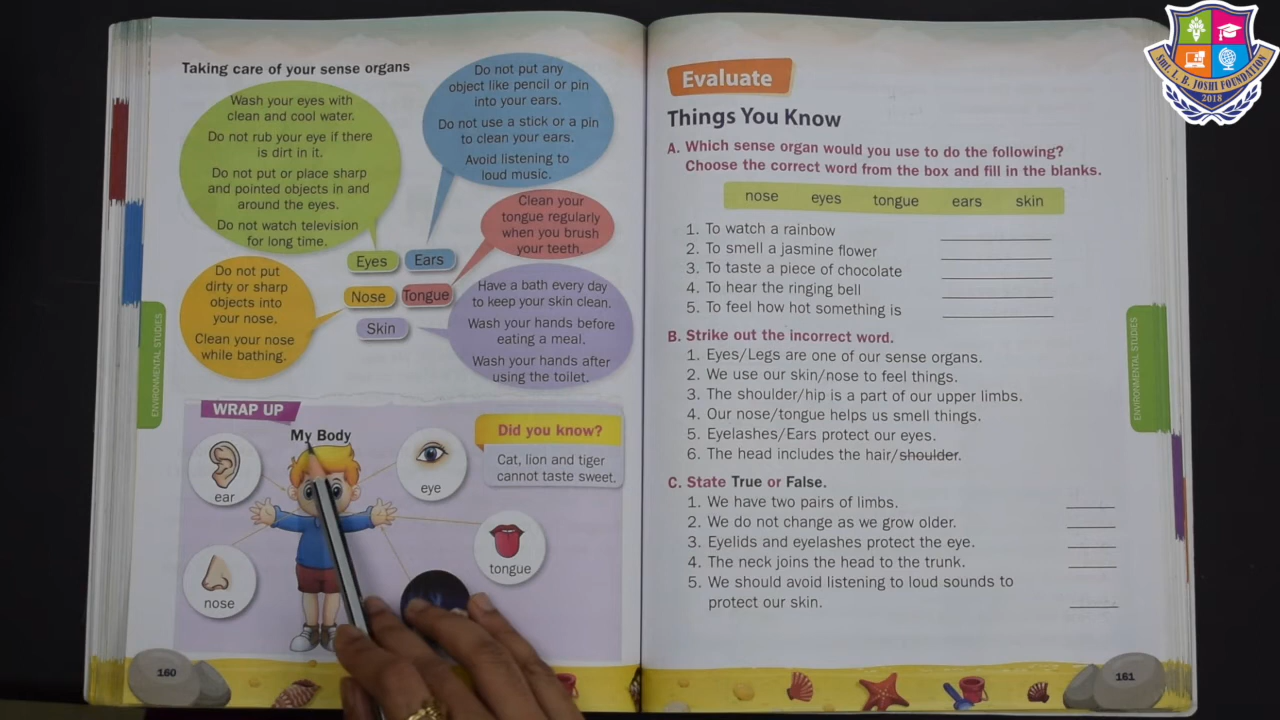 Taking care of your sense organs
Wash your eyes with
clean and cool water.
Do not rub your eye if there
is dirt in it.
Do not put or place sharp
and pointed objects in and
around the eyes.
Do not watch television
for long time.
Do not put any
object like pencil or pin
into your ears.
Do not use a stick or a pin
to clean your ears.
Avoid listening to
loud music.
Clean your
tongue regularly
when you brush
your teeth.
Eyes
Ears
Nose
Tongue
Skin
Do not put
dirty or sharp
objects into
your nose.
Clean your nose
while bathing.
Have a bath every day
to keep your skin clean.
Wash your hands before
eating a meal.
Wash your hands after
using the toilet.
ENVIRONMENTAL STUDIES
WRAP UP
My Body
ear
eye
nose
tongue
Did you know?
Cat, lion and tiger
cannot taste sweet.
160
Evaluate
Things You Know
A. Which sense organ would you use to do the following?
Choose the correct word from the box and fill in the blanks.
nose eyes tongue ears skin
1. To watch a rainbow
2. To smell a jasmine flower
3. To taste a piece of chocolate
4. To hear the ringing bell
5. To feel how hot something is
B. Strike out the incorrect word.
1. Eyes/Legs are one of our sense organs.
2. We use our skin/nose to feel things.
3. The shoulder/hip is a part of our upper limbs.
4. Our nose/tongue helps us smell things.
5. Eyelashes/Ears protect our eyes.
6. The head includes the hair/shoulder.
C. State True or False.
1. We have two pairs of limbs.
2. We do not change as we grow older.
3. Eyelids and eyelashes protect the eye.
4. The neck joins the head to the trunk.
5. We should avoid listening to loud sounds to
protect our skin.
ENVIRONMENTAL STUDIES
161
SMT. I. B. JOSHI FOUNDATION
2018